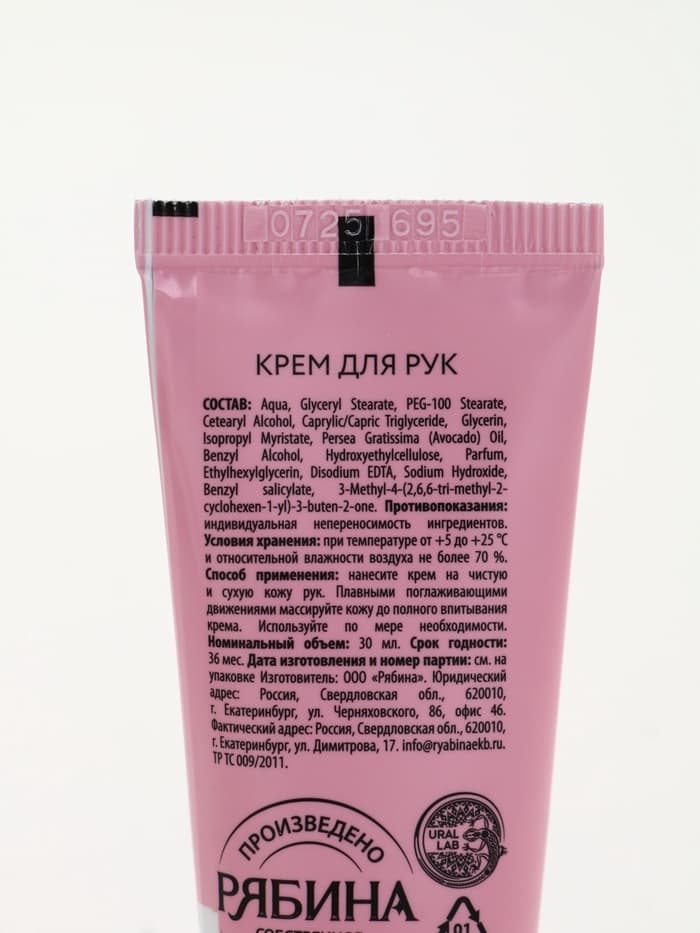 0725 695
КРЕМ ДЛЯ РУК
СОСТАВ: Aqua, Glyceryl Stearate, PEG-100 Stearate,
Cetearyl Alcohol, Caprylic/Capric Triglyceride, Glycerin,
Isopropyl Myristate, Persea Gratissima (Avocado) Oil,
Benzyl Alcohol, Hydroxyethylcellulose, Parfum,
Ethylhexylglycerin, Disodium EDTA, Sodium Hydroxide,
Benzyl salicylate, 3-Methyl-4-(2,6,6-tri-methyl-2-
cyclohexen-1-yl)-3-buten-2-one. Противопоказания:
индивидуальная непереносимость ингредиентов.
Условия хранения: при температуре от +5 до +25 °С
и относительной влажности воздуха не более 70 %.
Способ применения: нанесите крем на чистую
и сухую кожу рук. Плавными поглаживающими
движениями массируйте кожу до полного впитывания
крема. Используйте по мере необходимости.
Номинальный объем: 30 мл. Срок годности:
36 мес. Дата изготовления и номер партии: см. на
упаковке Изготовитель: ООО «Рябина». Юридический
адрес: Россия, Свердловская обл., 620010,
г. Екатеринбург, ул. Черняховского, 86, офис 46.
Фактический адрес: Россия, Свердловская обл., 620010,
г. Екатеринбург, ул. Димитрова, 17. info@ryabinaekb.ru.
ТР ТС 009/2011.
ПРОИЗВЕДЕНО
РЯБИНА
URAL
LAB
01